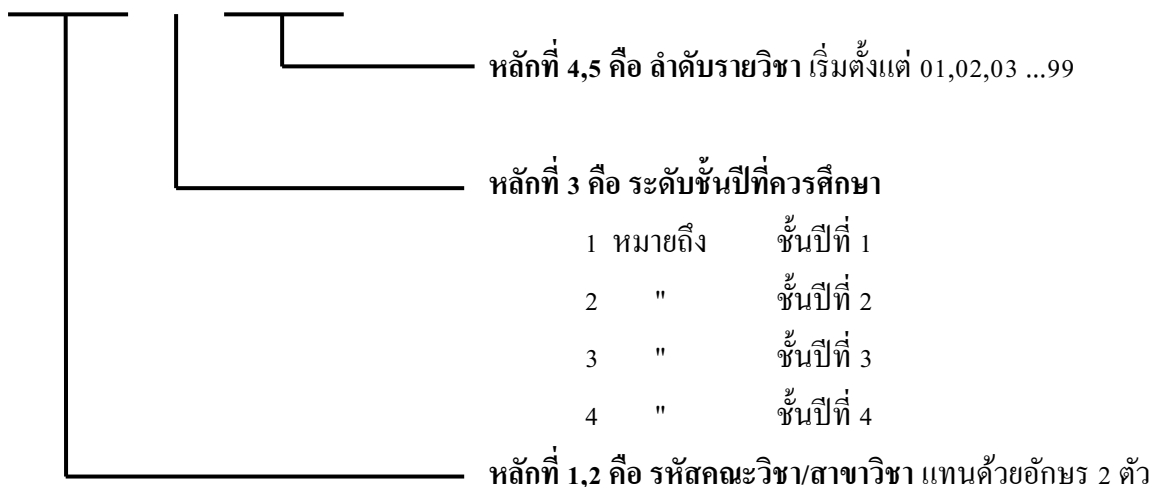 หลักที่ 4,5 คือ ลำดับรายวิชา เริ่มตั้งแต่ 01,02,03 ...99
หลักที่ 3 คือ ระดับชั้นปีที่ควรศึกษา
1 หมายถึง ชั้นปีที่ 1
2 " ชั้นปีที่ 2
3 " ชั้นปีที่ 3
4 " ชั้นปีที่ 4
หลักที่ 1,2 คือ รหัสคณะวิชา/สาขาวิชา แทนด้วยอักษร 2 ตัว